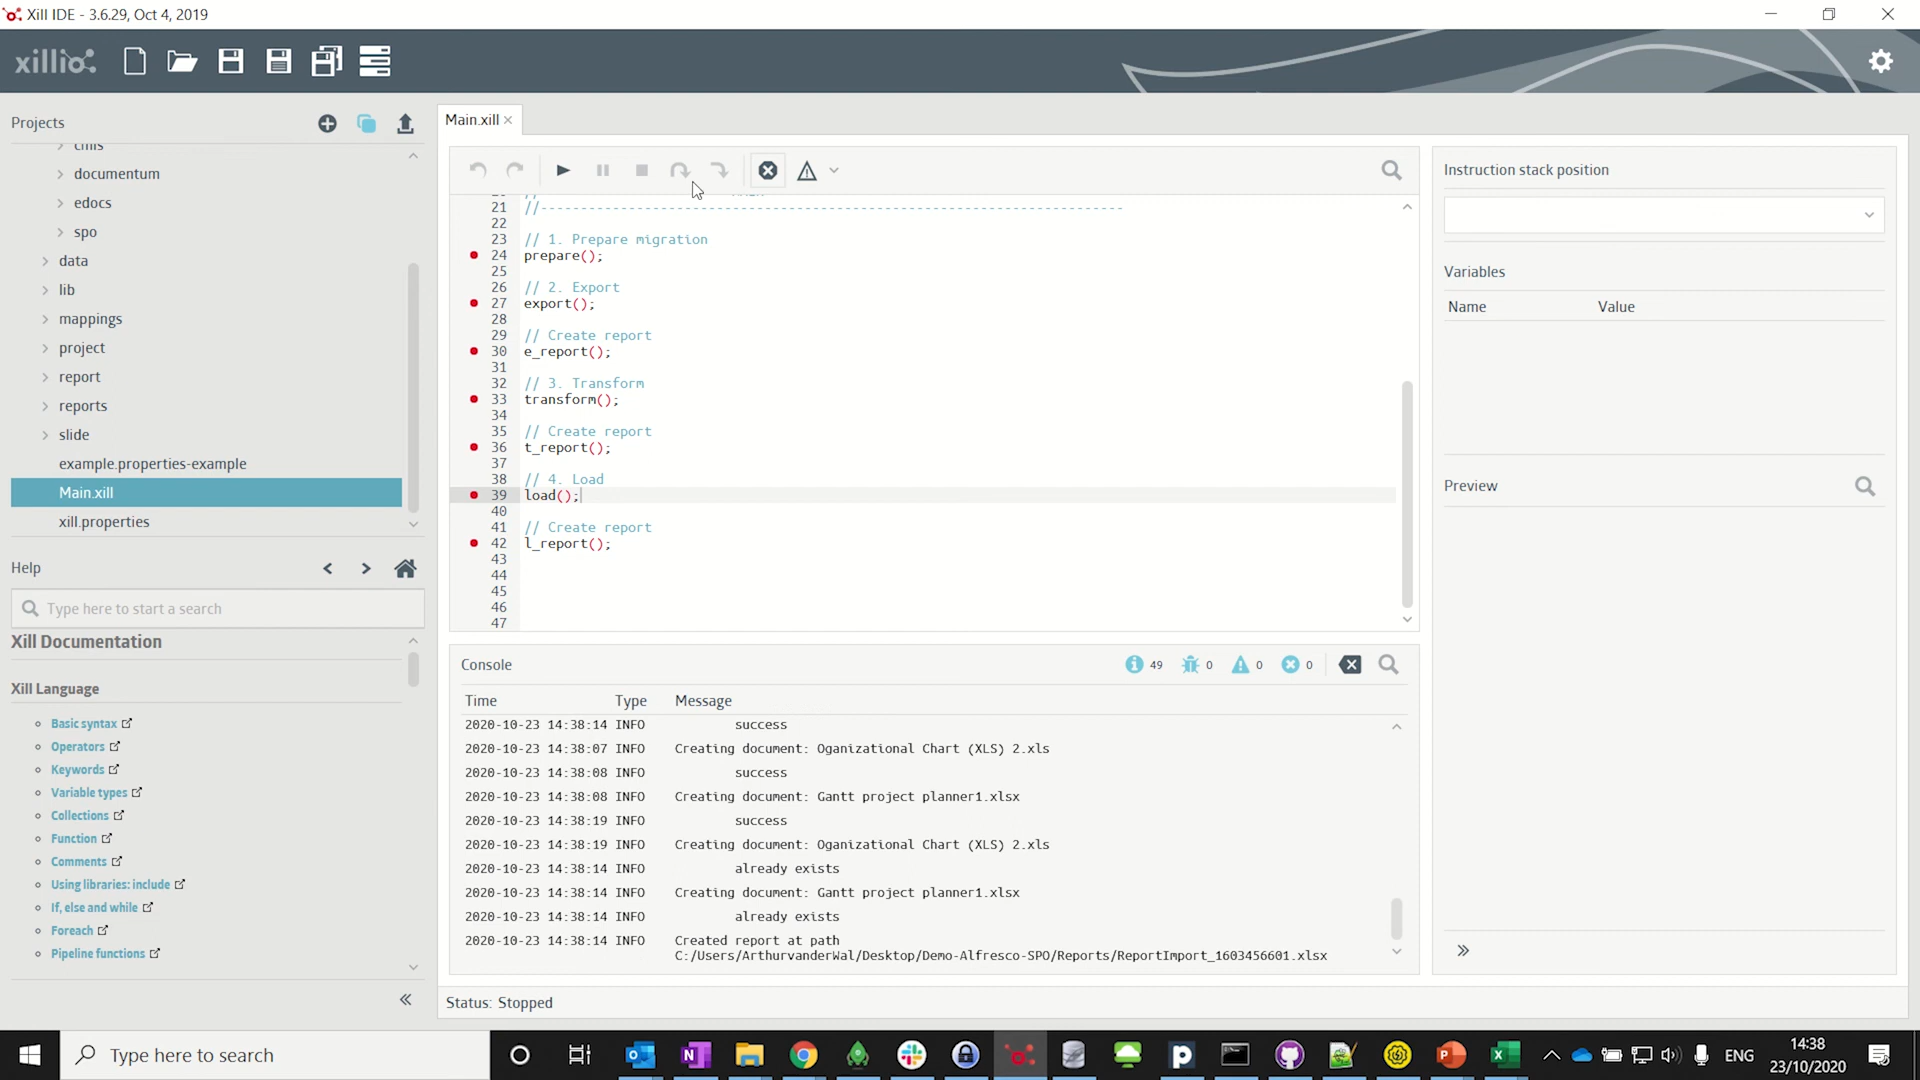 Xill IDE - 3.6.29, Oct 4, 2019
xillio
Projects
cmis
documentum
edocs
spo
data
lib
mappings
project
report
reports
slide
example.properties-example
Main.xill
xill.properties
Help
Type here to start a search
Xill Documentation
Xill Language
Basic syntax
Operators
Keywords
Variable types
Collections
Function
Comments
Using libraries: include
If, else and while
Foreach
Pipeline functions
Main.xill
21 //--------------------------------------------------------------------------
22
23 // 1. Prepare migration
24 prepare();
25
26 // 2. Export
27 export();
28
29 // Create report
30 e_report();
31
32 // 3. Transform
33 transform();
34
35 // Create report
36 t_report();
37
38 // 4. Load
39 load();
40
41 // Create report
42 l_report();
43
44
45
46
47
Console
49 0 0 0
Time Type Message
2020-10-23 14:38:14 INFO success
2020-10-23 14:38:07 INFO Creating document: Oganizational Chart (XLS) 2.xls
2020-10-23 14:38:08 INFO success
2020-10-23 14:38:08 INFO Creating document: Gantt project planner1.xlsx
2020-10-23 14:38:19 INFO success
2020-10-23 14:38:19 INFO Creating document: Oganizational Chart (XLS) 2.xls
2020-10-23 14:38:14 INFO already exists
2020-10-23 14:38:14 INFO Creating document: Gantt project planner1.xlsx
2020-10-23 14:38:14 INFO already exists
2020-10-23 14:38:14 INFO Created report at path
C:/Users/ArthurvanderWal/Desktop/Demo-Alfresco-SPO/Reports/ReportImport_1603456601.xlsx
Status: Stopped
Instruction stack position
Variables
Name Value
Preview
Type here to search
ENG
14:38
23/10/2020